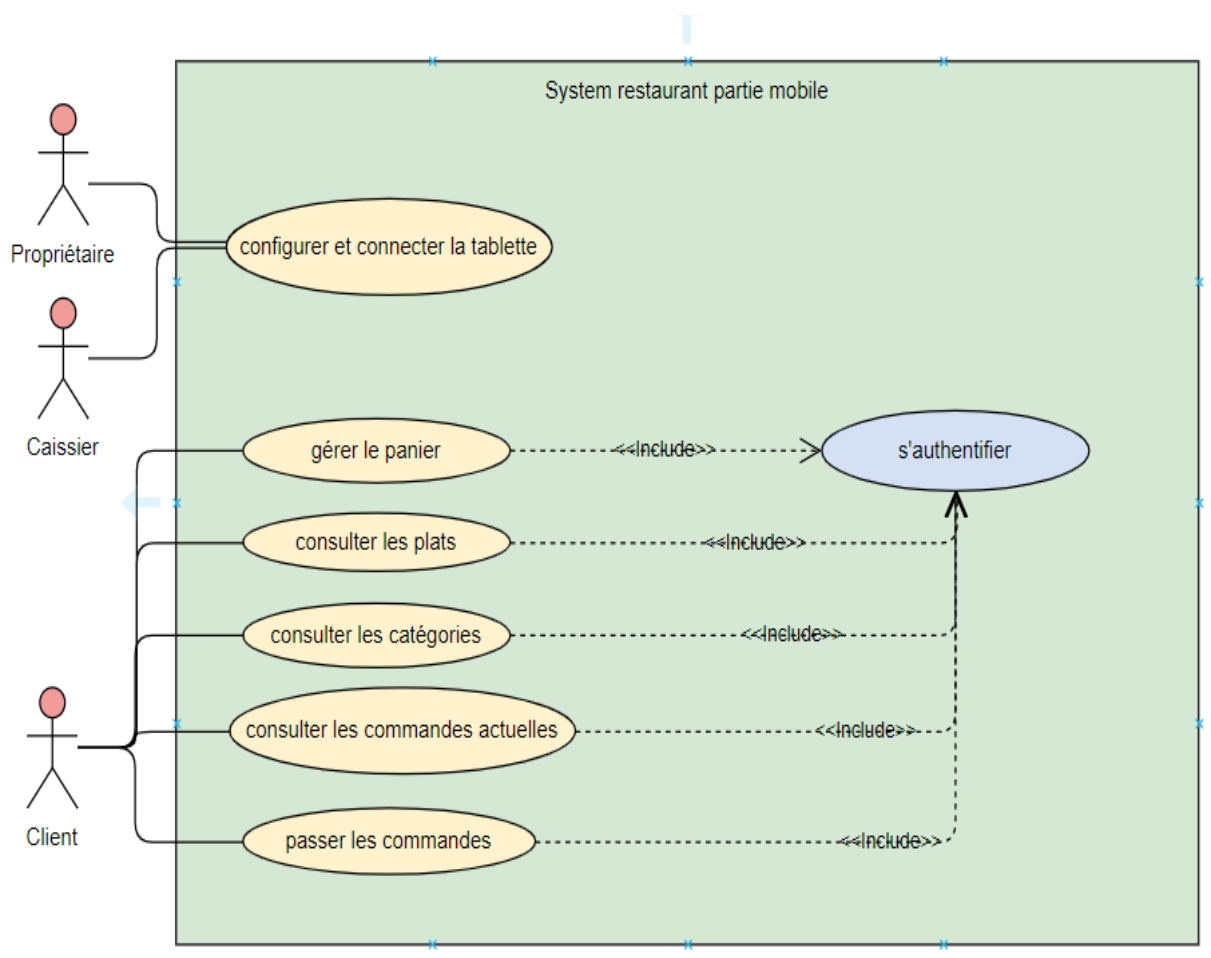 System restaurant partie mobile
Propriétaire
configurer et connecter la tablette
Caissier
gérer le panier
<<Include>>
s'authentifier
consulter les plats
<<Include>>
consulter les catégories
<<Include>>
consulter les commandes actuelles
<<Include>>
Client
passer les commandes
<<Include>>